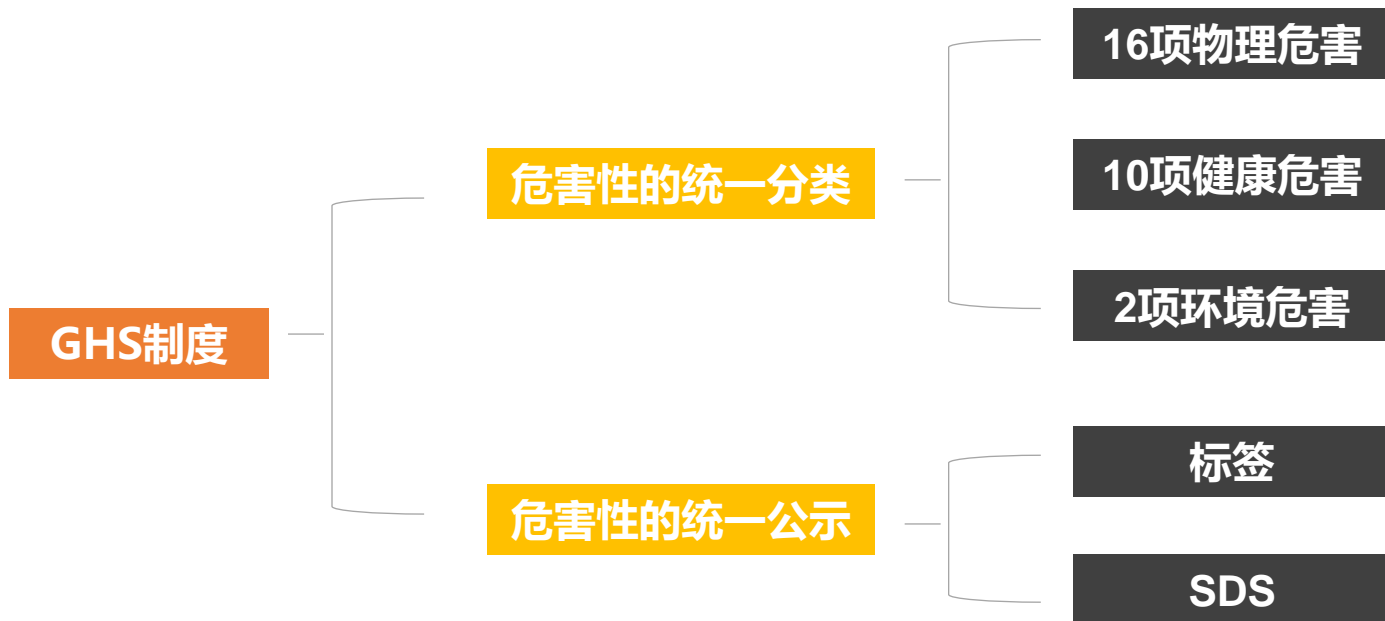 GHS制度
危害性的统一分类
16项物理危害
10项健康危害
2项环境危害
危害性的统一公示
标签
SDS